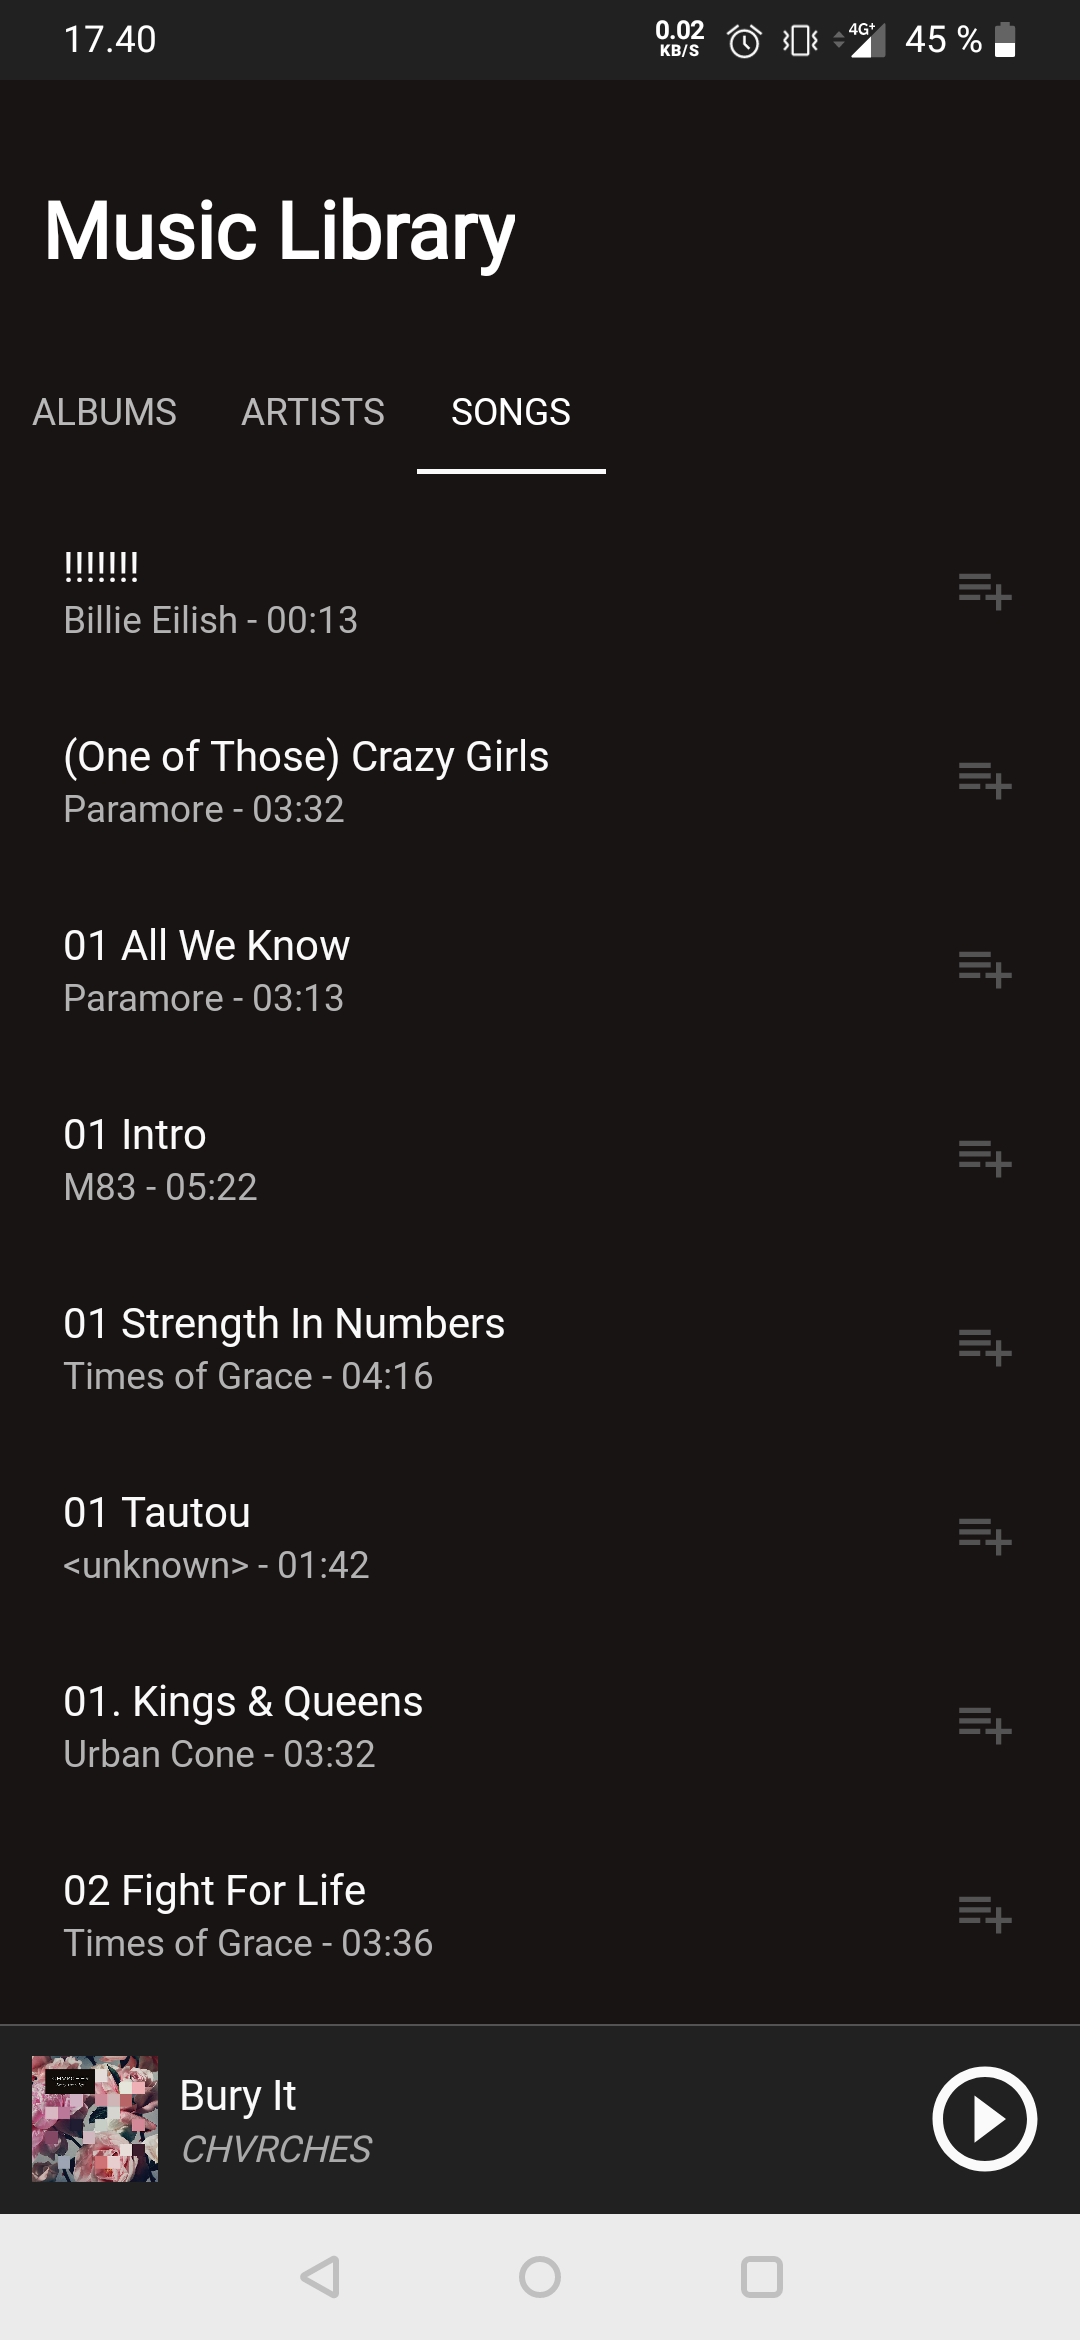 17.40
0.02
KB/S
4G+
45 %
Music Library
ALBUMS
ARTISTS
SONGS
!!!!!!!
Billie Eilish - 00:13
(One of Those) Crazy Girls
Paramore - 03:32
01 All We Know
Paramore - 03:13
01 Intro
M83 - 05:22
01 Strength In Numbers
Times of Grace - 04:16
01 Tautou
<unknown> - 01:42
01. Kings & Queens
Urban Cone - 03:32
02 Fight For Life
Times of Grace - 03:36
Bury It
CHVRCHES